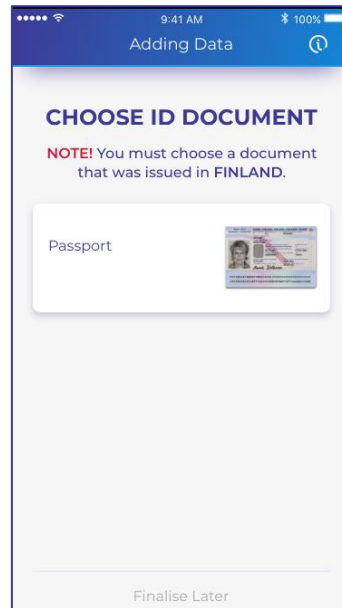 9:41 AM
100%
Adding Data
CHOOSE ID DOCUMENT
NOTE! You must choose a document
that was issued in FINLAND.
Passport
Finalise Later